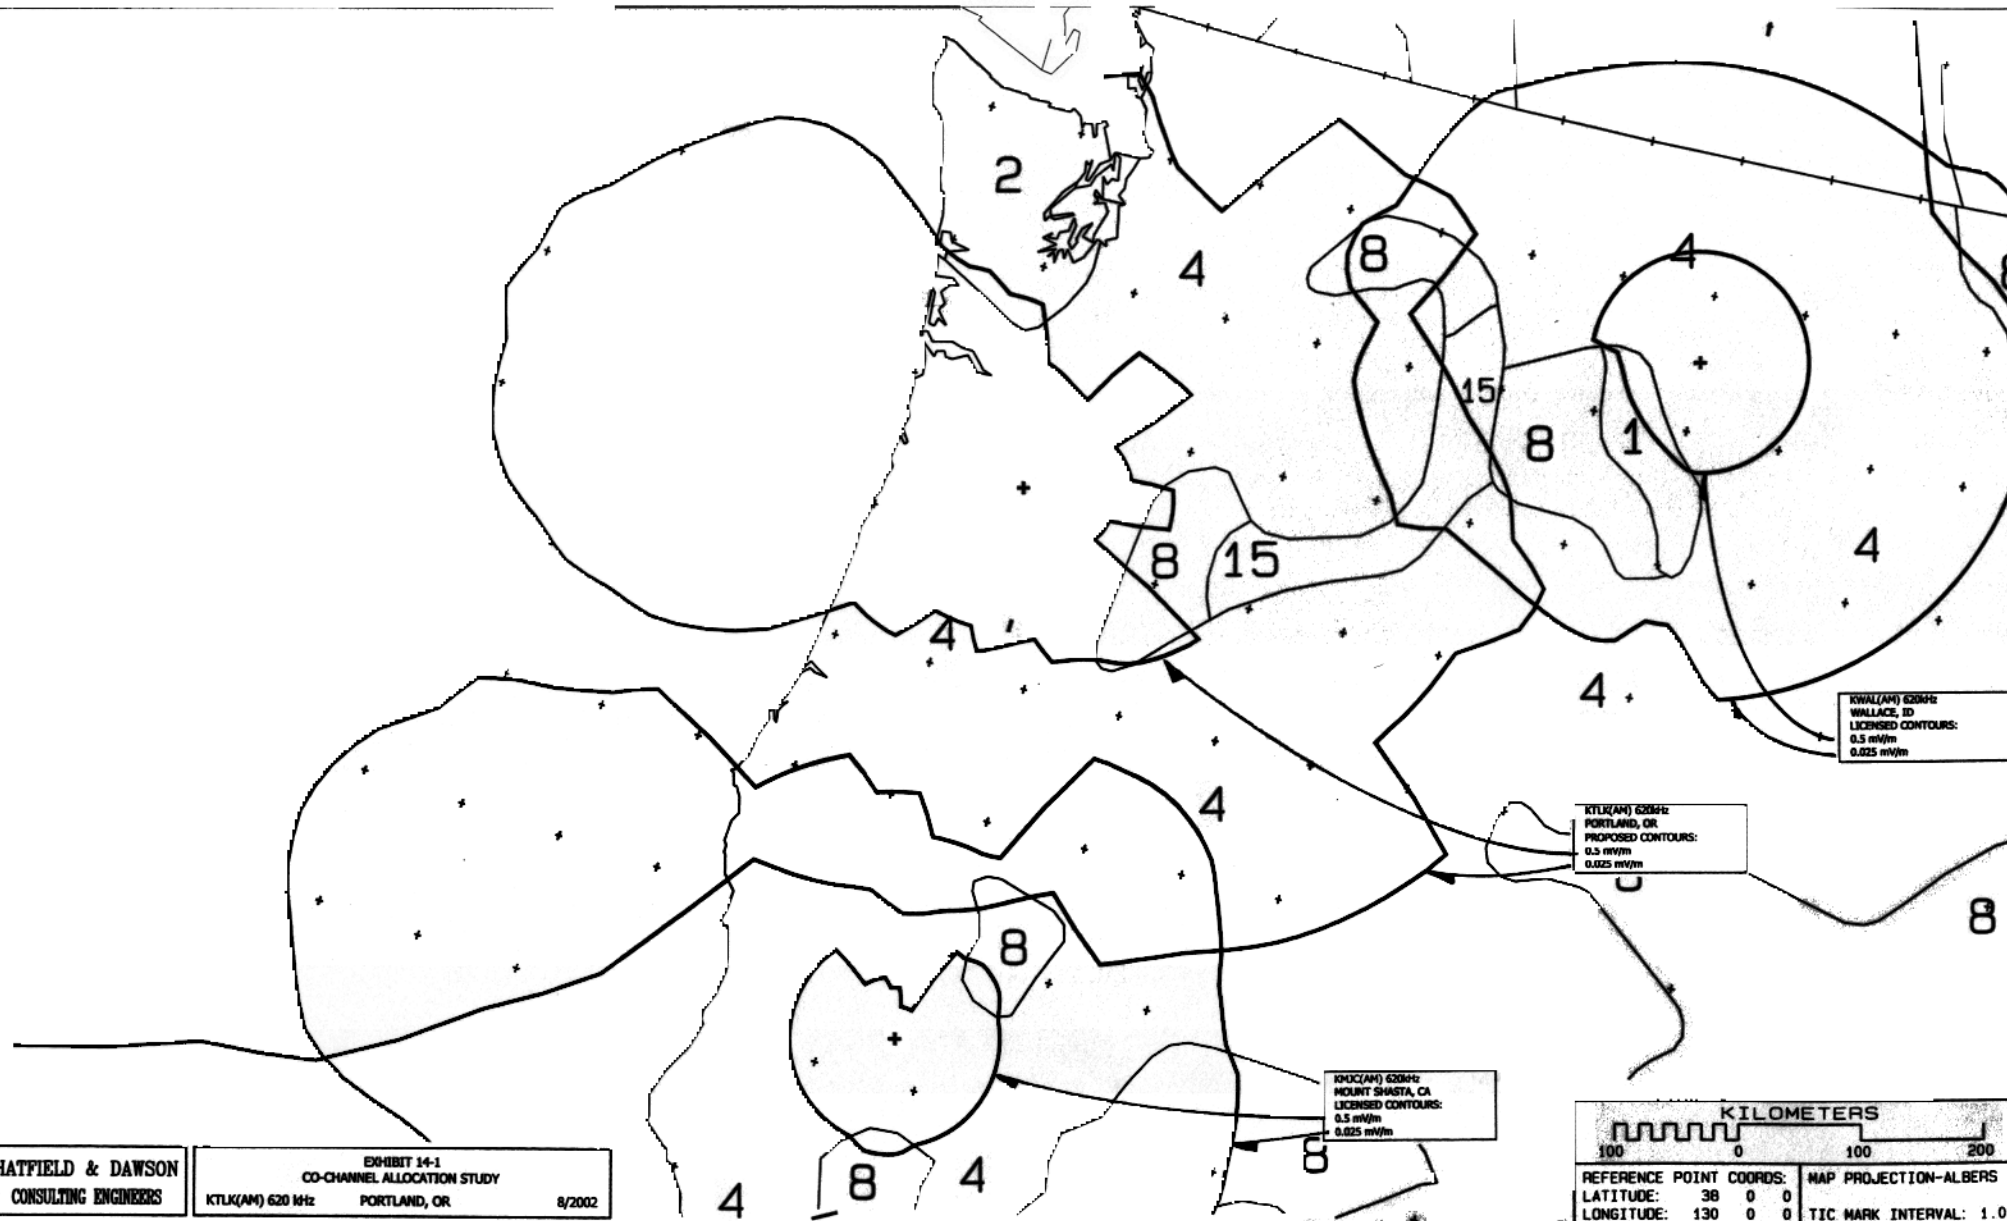 2
4
8
4
8
15
8
1
4
8
15
4
4
4
4
8
8
8
4
4
8
KWAL(AM) 620kHz
WALLACE, ID
LICENSED CONTOURS:
0.5 mV/m
0.025 mV/m
KTLK(AM) 620kHz
PORTLAND, OR
PROPOSED CONTOURS:
0.5 mV/m
0.025 mV/m
KMJC(AM) 620kHz
MOUNT SHASTA, CA
LICENSED CONTOURS:
0.5 mV/m
0.025 mV/m
HATFIELD & DAWSON
CONSULTING ENGINEERS
EXHIBIT 14-1
CO-CHANNEL ALLOCATION STUDY
KTLK(AM) 620 kHz PORTLAND, OR 8/2002
KILOMETERS
100 0 100 200
REFERENCE POINT COORDS:
LATITUDE: 38 0 0
LONGITUDE: 130 0 0
MAP PROJECTION-ALBERS
TIC MARK INTERVAL: 1.0